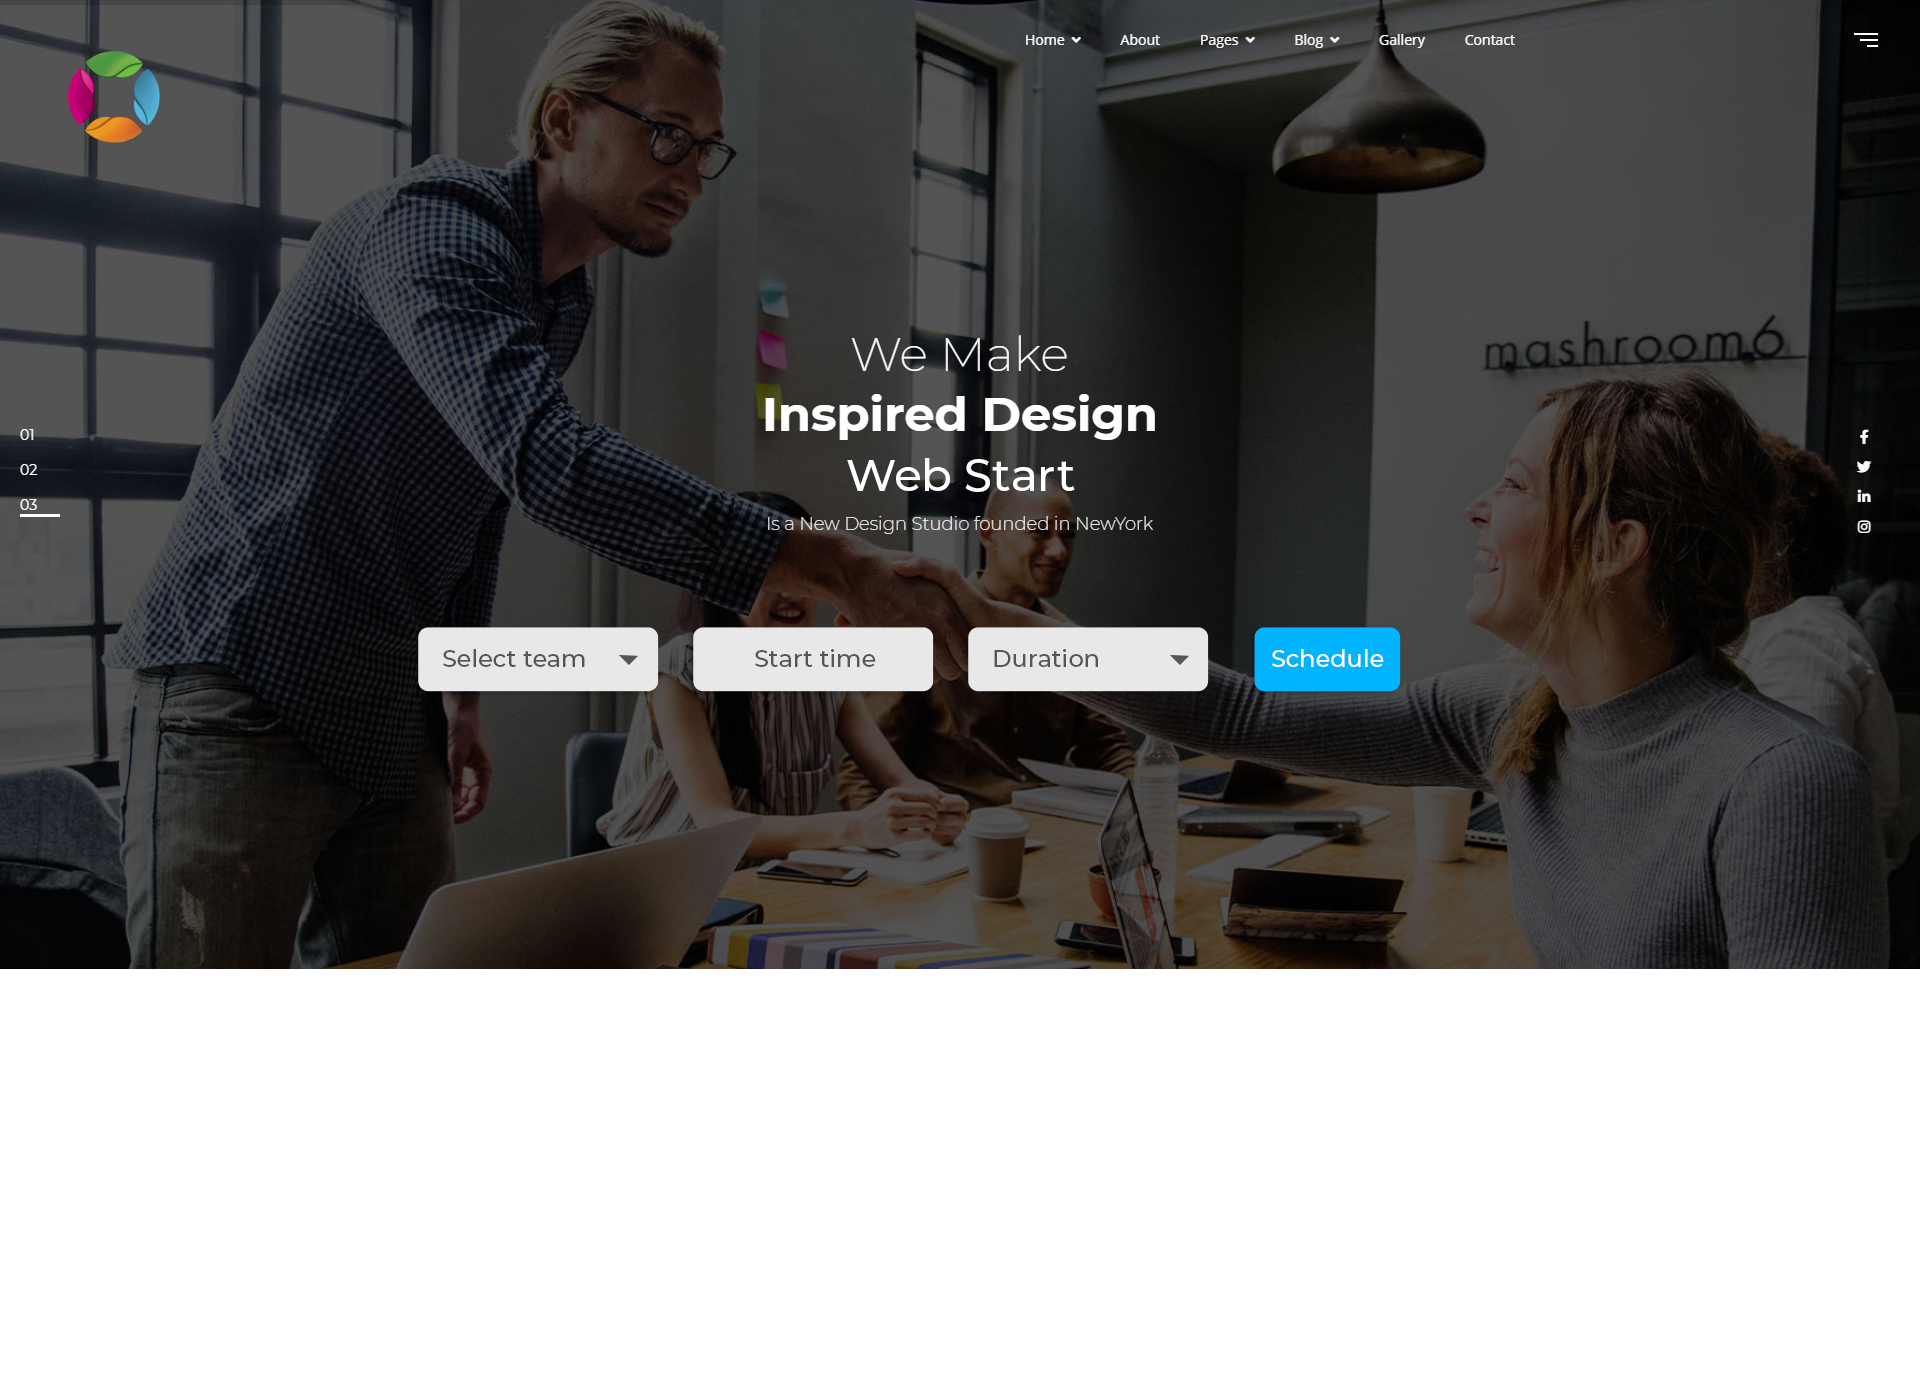 Home About Pages Blog Gallery Contact
mashroom6
We Make
Inspired Design
Web Start
Is a New Design Studio founded in NewYork
01
02
03
Select team Start time Duration Schedule